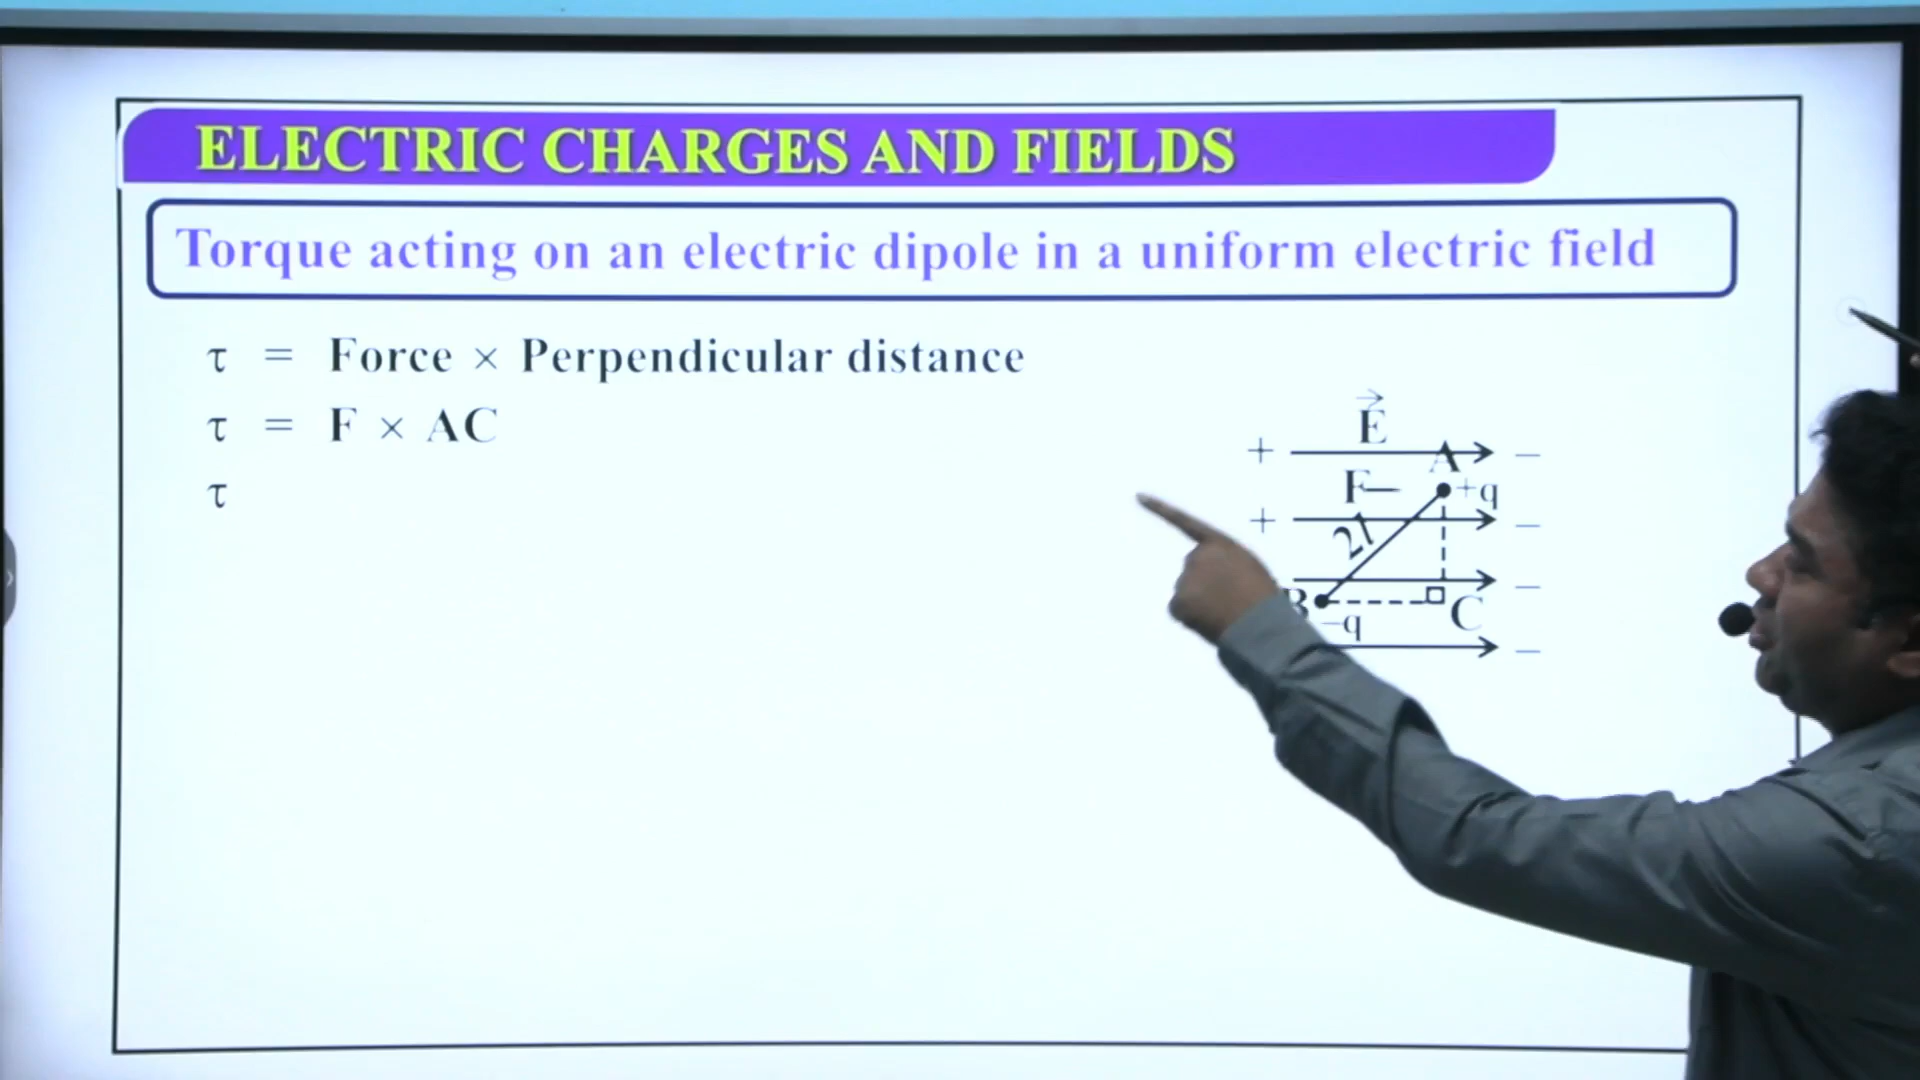 ELECTRIC CHARGES AND FIELDS
Torque acting on an electric dipole in a uniform electric field
τ = Force × Perpendicular distance
τ = F × AC
τ
E
+ A –
F– +q
+ 2l –
–
B C
–q
–